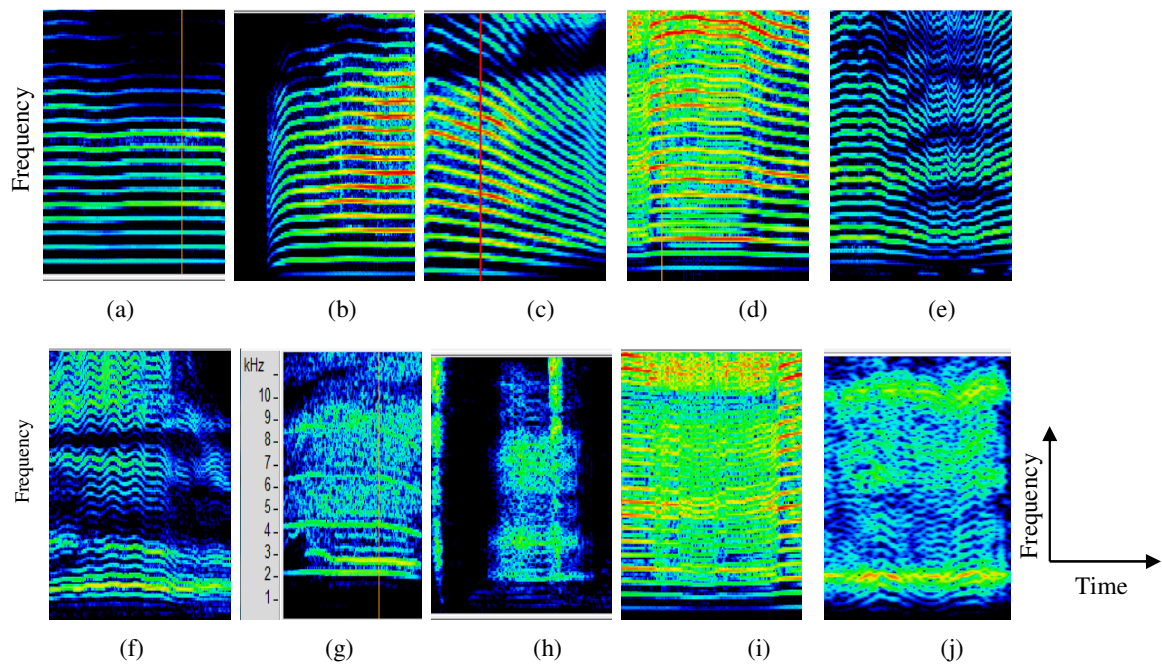 Frequency
(a) (b) (c) (d) (e)
Frequency
kHz
10
9
8
7
6
5
4
3
2
1
Frequency
Time
(f) (g) (h) (i) (j)